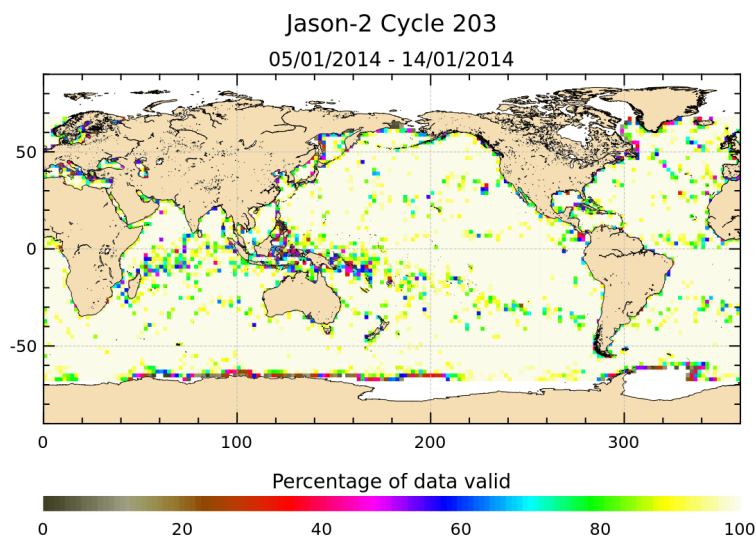 Jason-2 Cycle 203
05/01/2014 - 14/01/2014
50
0
-50
0 100 200 300
Percentage of data valid
0 20 40 60 80 100